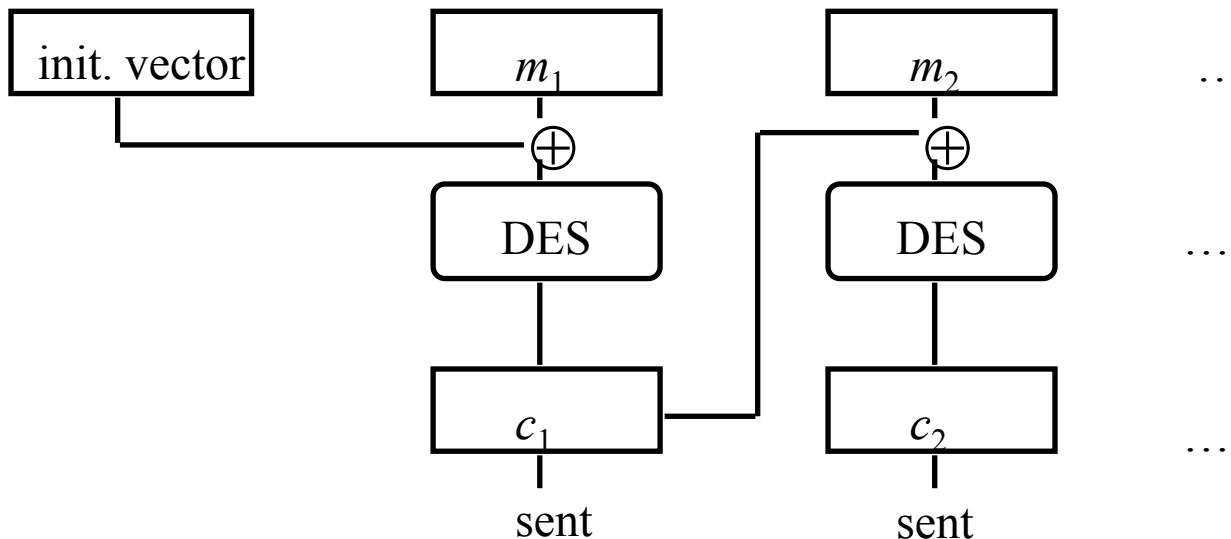 init. vector m₁ m₂ ..
DES DES ...
c₁ c₂ ...
sent sent